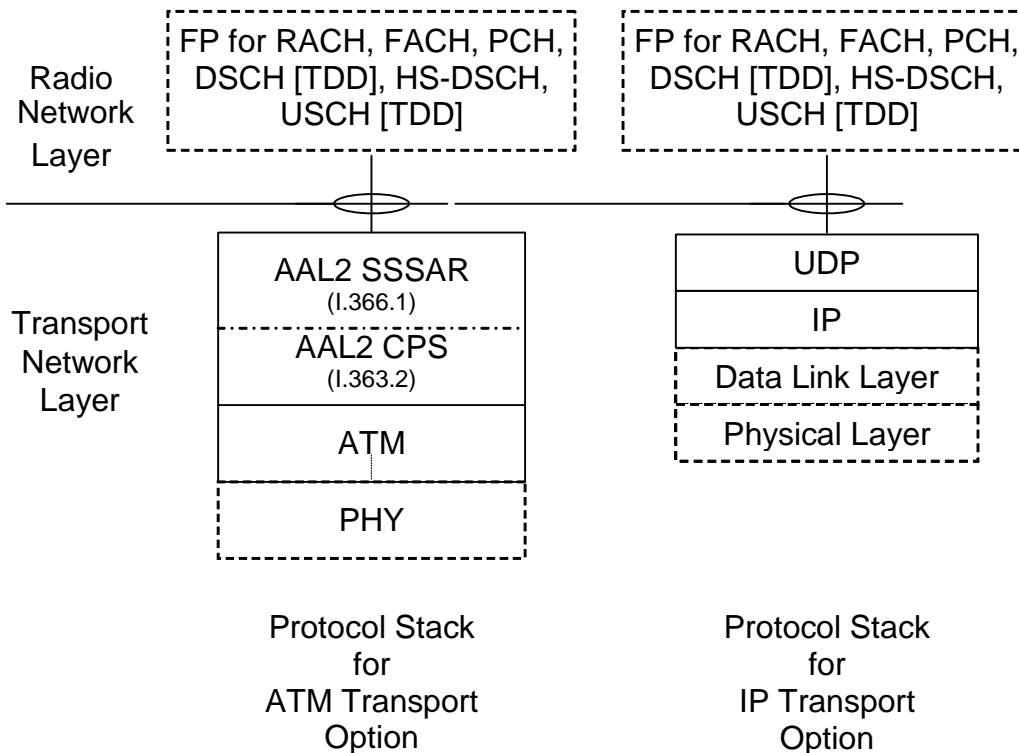 FP for RACH, FACH, PCH,
DSCH [TDD], HS-DSCH,
USCH [TDD]
FP for RACH, FACH, PCH,
DSCH [TDD], HS-DSCH,
USCH [TDD]
Radio
Network
Layer
AAL2 SSSAR
(I.366.1)
AAL2 CPS
(I.363.2)
ATM
PHY
UDP
IP
Data Link Layer
Physical Layer
Transport
Network
Layer
Protocol Stack
for
ATM Transport
Option
Protocol Stack
for
IP Transport
Option